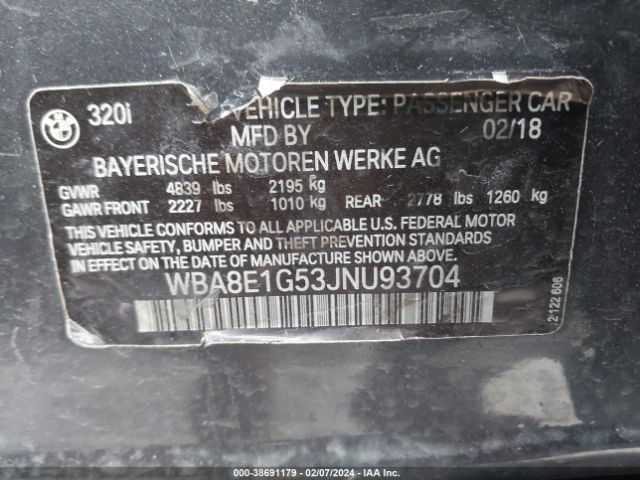 BMW
320i VEHICLE TYPE: PASSENGER CAR
MFD BY 02/18
BAYERISCHE MOTOREN WERKE AG
GVWR 4839 lbs 2195 kg
GAWR FRONT 2227 lbs 1010 kg REAR 2778 lbs 1260 kg
THIS VEHICLE CONFORMS TO ALL APPLICABLE U.S. FEDERAL MOTOR
VEHICLE SAFETY, BUMPER AND THEFT PREVENTION STANDARDS IN
EFFECT ON THE DATE OF MANUFACTURE SHOWN ABOVE.
WBA8E1G53JNU93704
2122 606
000-38691179 — 02/07/2024 — IAA Inc.